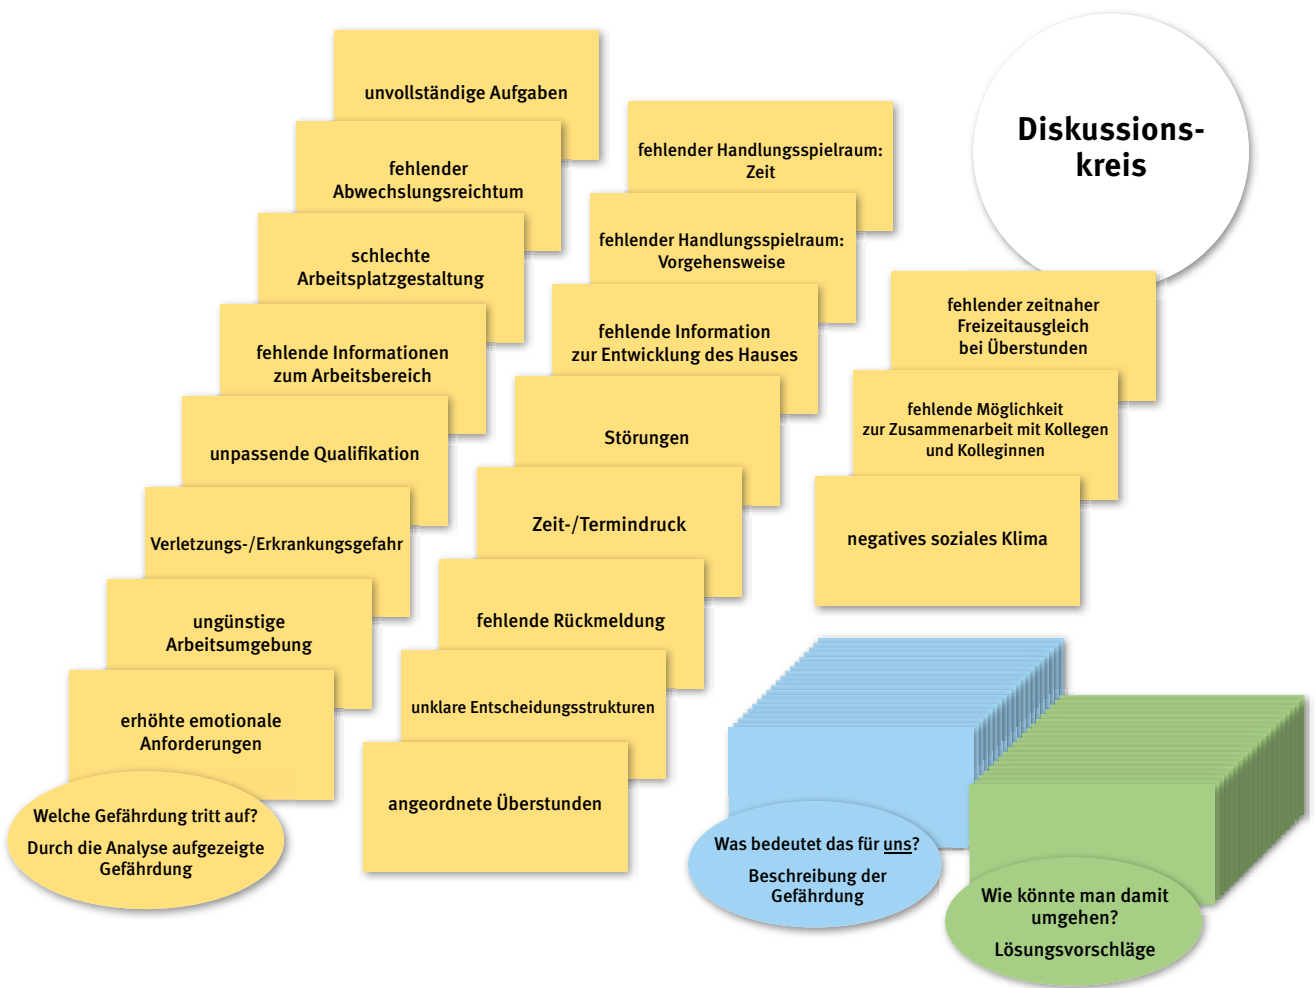 unvollständige Aufgaben
fehlender
Abwechslungsreichtum
schlechte
Arbeitsplatzgestaltung
fehlende Informationen
zum Arbeitsbereich
unpassende Qualifikation
Verletzungs-/Erkrankungsgefahr
ungünstige
Arbeitsumgebung
erhöhte emotionale
Anforderungen
Welche Gefährdung tritt auf?
Durch die Analyse aufgezeigte
Gefährdung
fehlender Handlungsspielraum:
Zeit
fehlender Handlungsspielraum:
Vorgehensweise
fehlende Information
zur Entwicklung des Hauses
Störungen
Zeit-/Termindruck
fehlende Rückmeldung
unklare Entscheidungsstrukturen
angeordnete Überstunden
Diskussions-
kreis
fehlender zeitnaher
Freizeitausgleich
bei Überstunden
fehlende Möglichkeit
zur Zusammenarbeit mit Kollegen
und Kolleginnen
negatives soziales Klima
Was bedeutet das für uns?
Beschreibung der
Gefährdung
Wie könnte man damit
umgehen?
Lösungsvorschläge